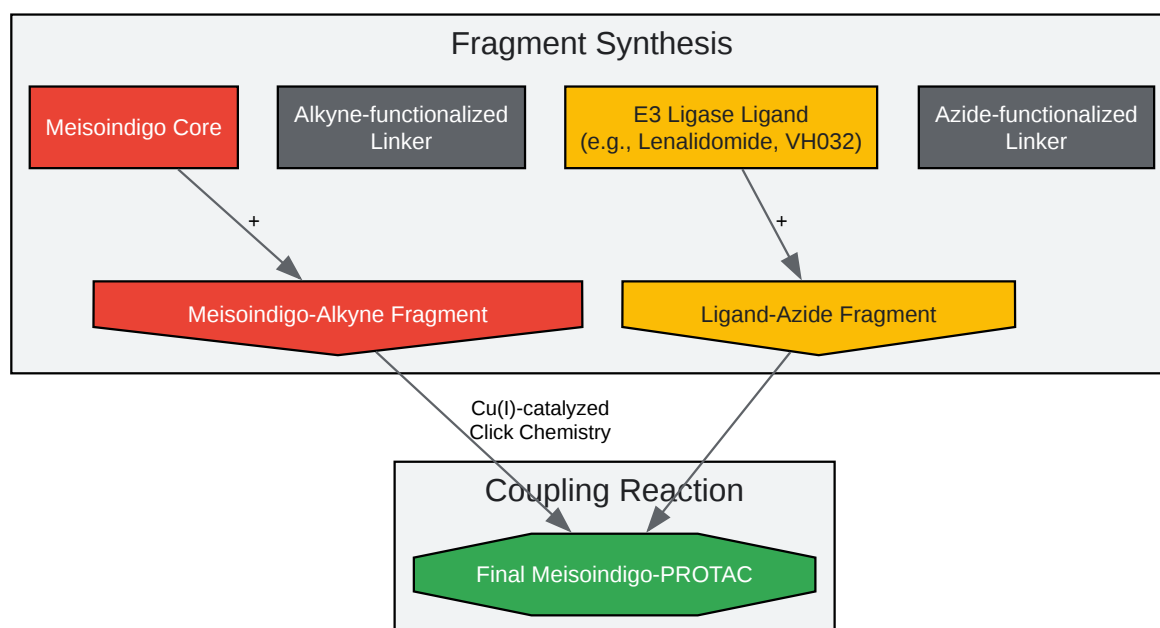 Fragment Synthesis
Meisoindigo Core
Alkyne-functionalized
Linker
E3 Ligase Ligand
(e.g., Lenalidomide, VH032)
Azide-functionalized
Linker
+
+
Meisoindigo-Alkyne Fragment
Ligand-Azide Fragment
Cu(I)-catalyzed
Click Chemistry
Coupling Reaction
Final Meisoindigo-PROTAC